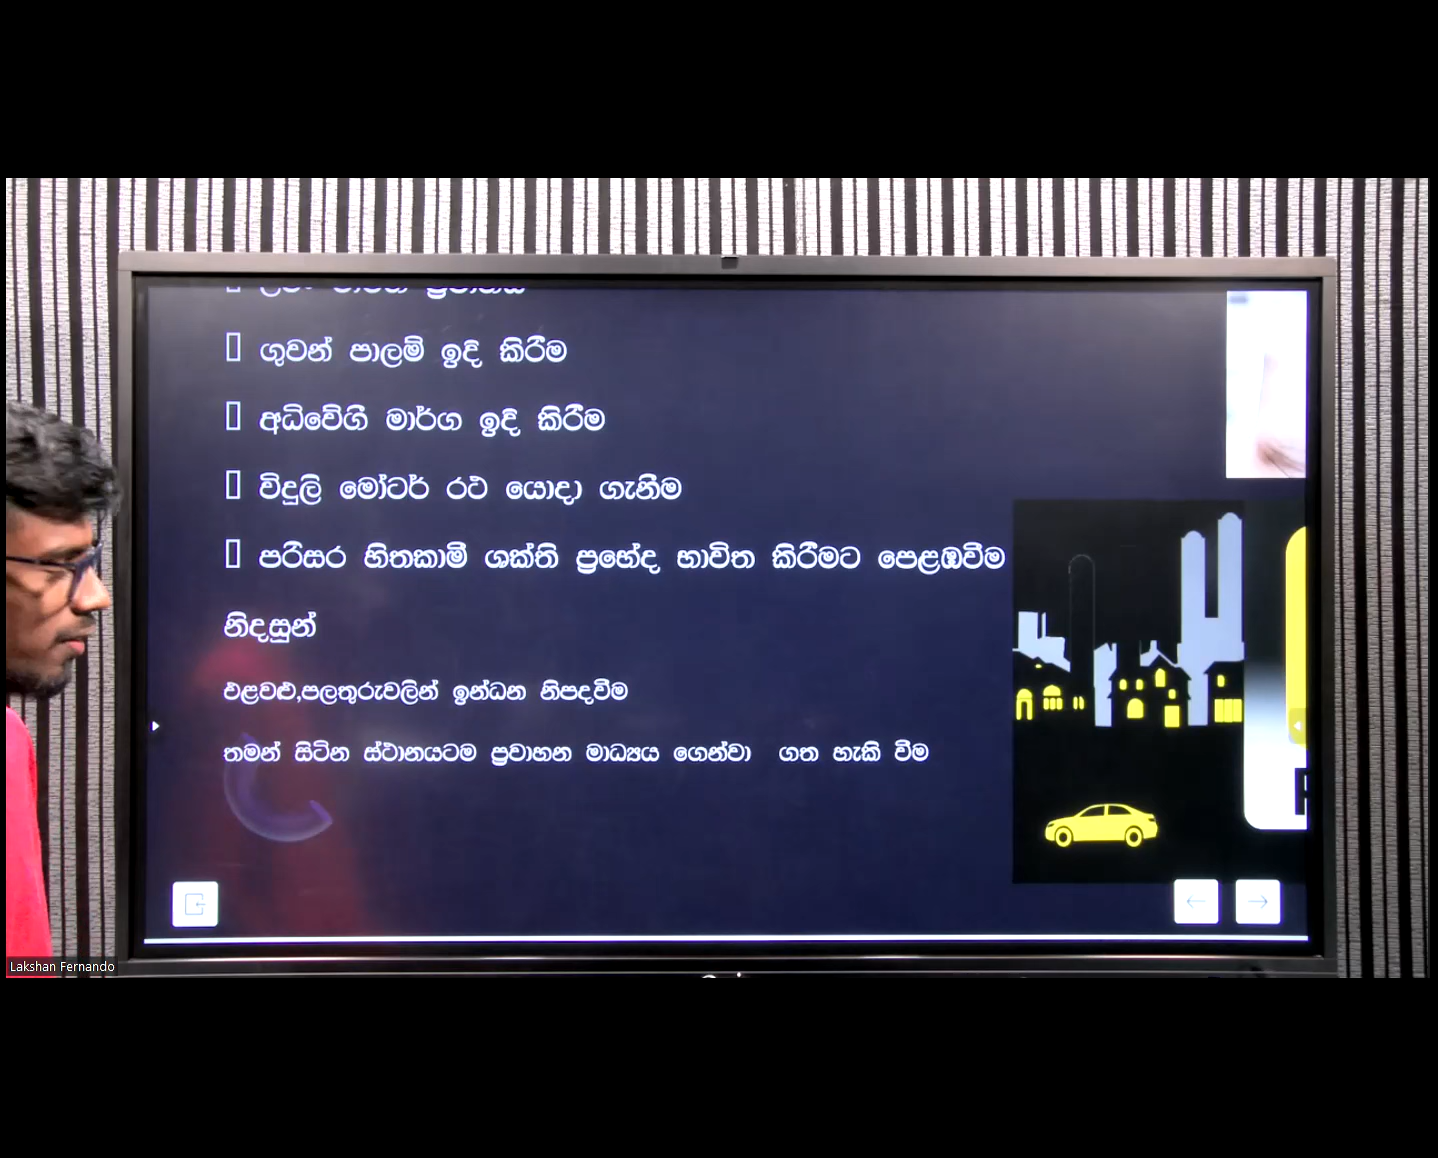 ගුවන් පාලම් ඉදි කිරීම
අධිවේගී මාර්ග ඉදි කිරීම
විදුලි මෝටර් රථ යොදා ගැනීම
පරිසර හිතකාමී ශක්ති ප්‍රභේද භාවිත කිරීමට පෙළඹවීම
නිදසුන්
එළවළු,පලතුරුවලින් ඉන්ධන නිපදවීම
තමන් සිටින ස්ථානයටම ප්‍රවාහන මාධ්‍යය ගෙන්වා ගත හැකි වීම
Lakshan Fernando